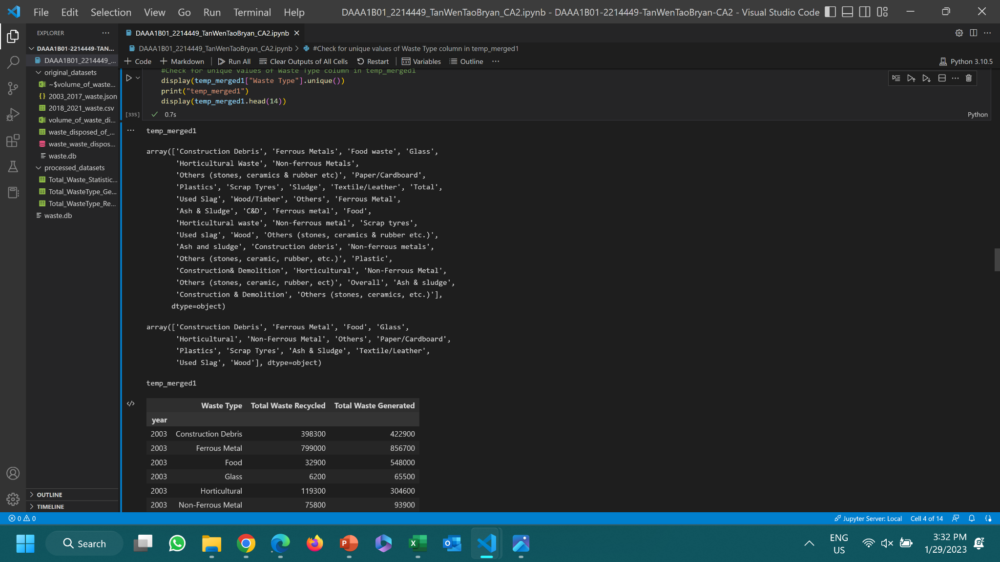 File Edit Selection View Go Run Terminal Help DAAA1B01_2214449_TanWenTaoBryan_CA2.ipynb - DAAA1B01-2214449-TanWenTaoBryan-CA2 - Visual Studio Code
EXPLORER
DAAA1B01_2214449_TanWenTaoBryan_CA2.ipynb
DAAA1B01-2214449-TAN...
DAAA1B01_2214449_TanWenTaoBryan_CA2.ipynb > #Check for unique values of Waste Type column in temp_merged1
DAAA1B01_2214449_...
+ Code + Markdown | Run All Clear Outputs of All Cells Restart | Variables Outline ...
Python 3.10.5
original_datasets
~$volume_of_waste...
2003_2017_waste.json
2018_2021_waste.csv
volume_of_waste_di...
waste_disposed_of_...
waste_waste_dispos...
waste.db
processed_datasets
Total_Waste_Statistic...
Total_WasteType_Ge...
Total_WasteType_Re...
waste.db
OUTLINE
TIMELINE
#Check for unique values of Waste Type column in temp_merged1
display(temp_merged1["Waste Type"].unique())
print("temp_merged1")
display(temp_merged1.head(14))
[335] 0.7s
Python
temp_merged1
array(['Construction Debris', 'Ferrous Metals', 'Food waste', 'Glass',
'Horticultural Waste', 'Non-ferrous Metals',
'Others (stones, ceramics & rubber etc)', 'Paper/Cardboard',
'Plastics', 'Scrap Tyres', 'Sludge', 'Textile/Leather', 'Total',
'Used Slag', 'Wood/Timber', 'Others', 'Ferrous Metal',
'Ash & Sludge', 'C&D', 'Ferrous metal', 'Food',
'Horticultural waste', 'Non-ferrous metal', 'Scrap tyres',
'Used slag', 'Wood', 'Others (stones, ceramics & rubber etc.)',
'Ash and sludge', 'Construction debris', 'Non-ferrous metals',
'Others (stones, ceramic, rubber, etc.)', 'Plastic',
'Construction& Demolition', 'Horticultural', 'Non-Ferrous Metal',
'Others (stones, ceramic, rubber, ect)', 'Overall', 'Ash & sludge',
'Construction & Demolition', 'Others (stones, ceramics, etc.)'],
dtype=object)
array(['Construction Debris', 'Ferrous Metal', 'Food', 'Glass',
'Horticultural', 'Non-Ferrous Metal', 'Others', 'Paper/Cardboard',
'Plastics', 'Scrap Tyres', 'Ash & Sludge', 'Textile/Leather',
'Used Slag', 'Wood'], dtype=object)
temp_merged1
Waste Type Total Waste Recycled Total Waste Generated
year
2003 Construction Debris 398300 422900
2003 Ferrous Metal 799000 856700
2003 Food 32900 548000
2003 Glass 6200 65500
2003 Horticultural 119300 304600
2003 Non-Ferrous Metal 75800 93900
0 0
Jupyter Server: Local Cell 4 of 14
Search
ENG
US
3:32 PM
1/29/2023